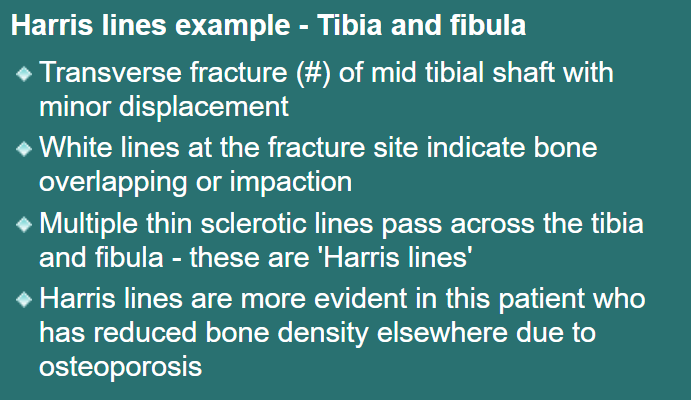 Harris lines example - Tibia and fibula
Transverse fracture (#) of mid tibial shaft with
minor displacement
White lines at the fracture site indicate bone
overlapping or impaction
Multiple thin sclerotic lines pass across the tibia
and fibula - these are 'Harris lines'
Harris lines are more evident in this patient who
has reduced bone density elsewhere due to
osteoporosis